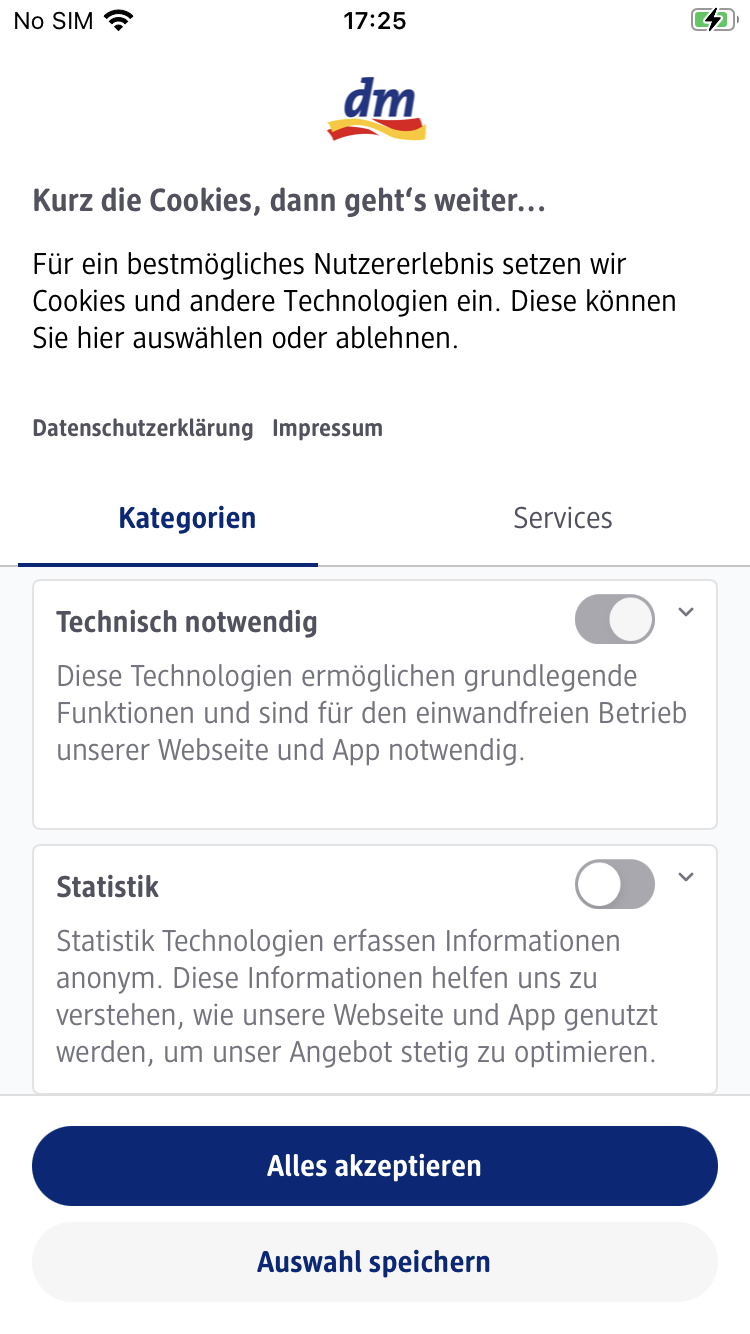 No SIM 17:25
dm
Kurz die Cookies, dann geht‘s weiter...
Für ein bestmögliches Nutzererlebnis setzen wir
Cookies und andere Technologien ein. Diese können
Sie hier auswählen oder ablehnen.
Datenschutzerklärung Impressum
Kategorien Services
Technisch notwendig
Diese Technologien ermöglichen grundlegende
Funktionen und sind für den einwandfreien Betrieb
unserer Webseite und App notwendig.
Statistik
Statistik Technologien erfassen Informationen
anonym. Diese Informationen helfen uns zu
verstehen, wie unsere Webseite und App genutzt
werden, um unser Angebot stetig zu optimieren.
Alles akzeptieren
Auswahl speichern